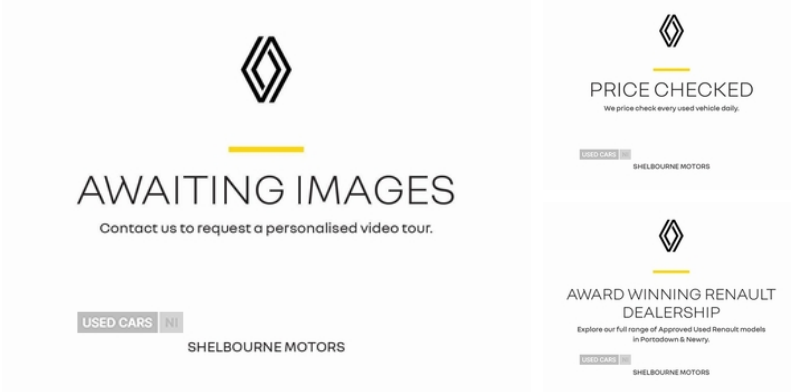 AWAITING IMAGES
Contact us to request a personalised video tour.
USED CARS NI
SHELBOURNE MOTORS
PRICE CHECKED
We price check every used vehicle daily.
USED CARS NI
SHELBOURNE MOTORS
AWARD WINNING RENAULT
DEALERSHIP
Explore our full range of Approved Used Renault models
in Portadown & Newry.
USED CARS NI
SHELBOURNE MOTORS